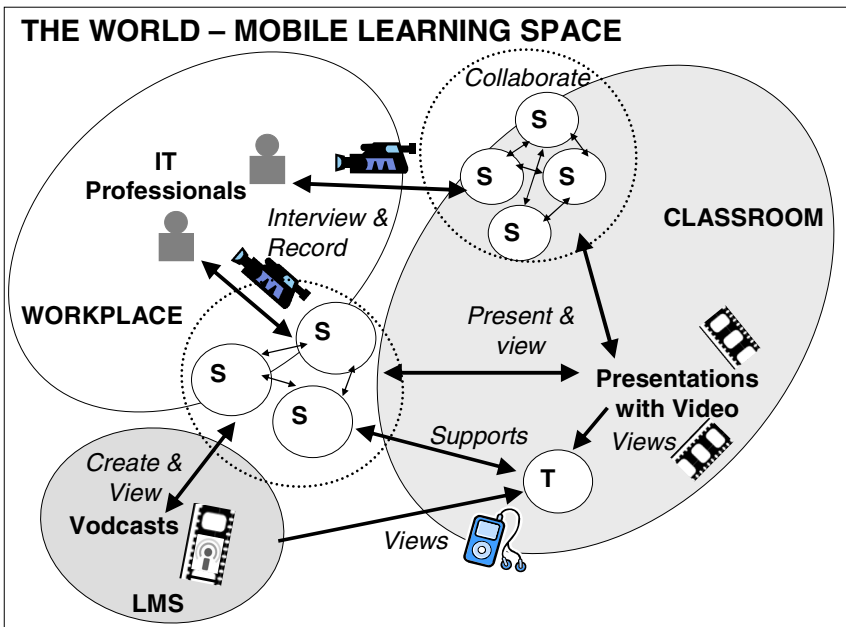 THE WORLD – MOBILE LEARNING SPACE
Collaborate
S
S
S
S
IT
Professionals
Interview &
Record
CLASSROOM
WORKPLACE
S
S
S
Present &
view
Presentations
with Video
Views
Supports
T
Create &
View
Vodcasts
Views
LMS